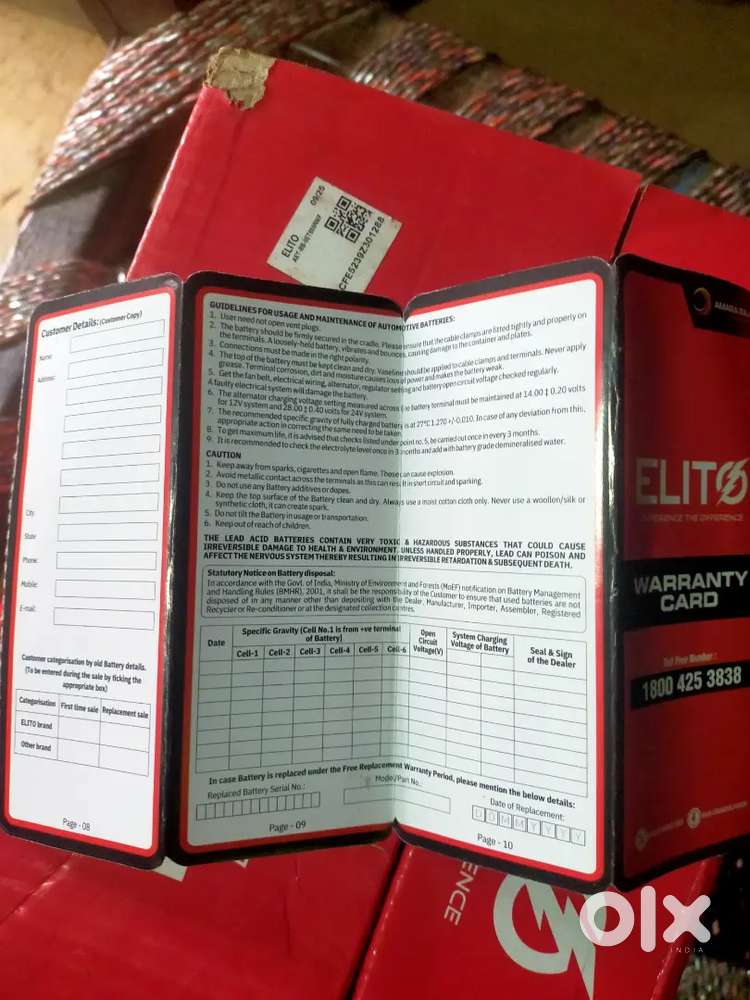 09/25
ELITO
CFE5239Z301288
Customer Details: (Customer Copy)
Name:
Address:
City:
State:
Phone:
Mobile:
E-mail:
Customer categorisation by old Battery details.
(To be entered during the sale by ticking the
appropriate box)
Categorisation First time sale Replacement sale
ELITO brand
Other brand
Page - 08
GUIDELINES FOR USAGE AND MAINTENANCE OF AUTOMOTIVE BATTERIES:
1. User need not open vent plugs.
2. The battery should be firmly secured in the cradle. Please ensure that the cable clamps are fitted tightly and properly on
the terminals. A loosely-held battery, vibrates and bounces, causing damage to the container and plates.
3. Connections must be made in the right polarity.
4. The top of the battery must be kept clean and dry. Vaseline should be applied to cable clamps and terminals. Never apply
grease. Terminal corrosion, dirt and moisture causes loss of power and makes the battery weak.
5. Get the fan belt, electrical wiring, alternator, regulator setting and battery open circuit voltage checked regularly.
A faulty electrical system will damage the battery.
6. The alternator charging voltage setting measured across the battery terminal must be maintained at 14.00 ± 0.20 volts
for 12V system and 28.00 ± 0.40 volts for 24V system.
7. The recommended specific gravity of fully charged battery is at 27°C 1.270 +/-0.010. In case of any deviation from this,
appropriate action in correcting the same need to be taken.
8. To get maximum life, it is advised that checks listed under point no. 5, be carried out once in every 3 months.
9. It is recommended to check the electrolyte level once in 3 months and add with battery grade demineralised water.
CAUTION
1. Keep away from sparks, cigarettes and open flame. These can cause explosion.
2. Avoid metallic contact across the terminals as this can result in short circuit and sparking.
3. Do not use any Battery additives or dopes.
4. Keep the top surface of the Battery clean and dry. Always use a moist cotton cloth only. Never use a woollen/silk or
synthetic cloth, it can create spark.
5. Do not tilt the Battery in usage or transportation.
6. Keep out of reach of children.
THE LEAD ACID BATTERIES CONTAIN VERY TOXIC & HAZARDOUS SUBSTANCES THAT COULD CAUSE
IRREVERSIBLE DAMAGE TO HEALTH & ENVIRONMENT. UNLESS HANDLED PROPERLY, LEAD CAN POISON AND
AFFECT THE NERVOUS SYSTEM THEREBY RESULTING IN IRREVERSIBLE RETARDATION & SUBSEQUENT DEATH.
Statutory Notice on Battery disposal:
In accordance with the Govt. of India, Ministry of Environment and Forests (MoEF) notification on Battery Management
and Handling Rules (BMHR), 2001, it shall be the responsibility of the Customer to ensure that used batteries are not
disposed of in any manner other than depositing with the Dealer, Manufacturer, Importer, Assembler, Registered
Recycler or Re-conditioner or at the designated collection centres.
Date Specific Gravity (Cell No.1 is from +ve terminal
of Battery) Open
Circuit
Voltage(V) System Charging
Voltage of Battery Seal & Sign
of the Dealer
Cell-1 Cell-2 Cell-3 Cell-4 Cell-5 Cell-6
In case Battery is replaced under the Free Replacement Warranty Period, please mention the below details:
Replaced Battery Serial No.: Model/Part No.: Date of Replacement:
D D M M Y Y Y Y
Page - 09
Page - 10
ELITO
EXPERIENCE THE DIFFERENCE
WARRANTY
CARD
Toll Free Number:
1800 425 3838
ENCE
olx
INDIA